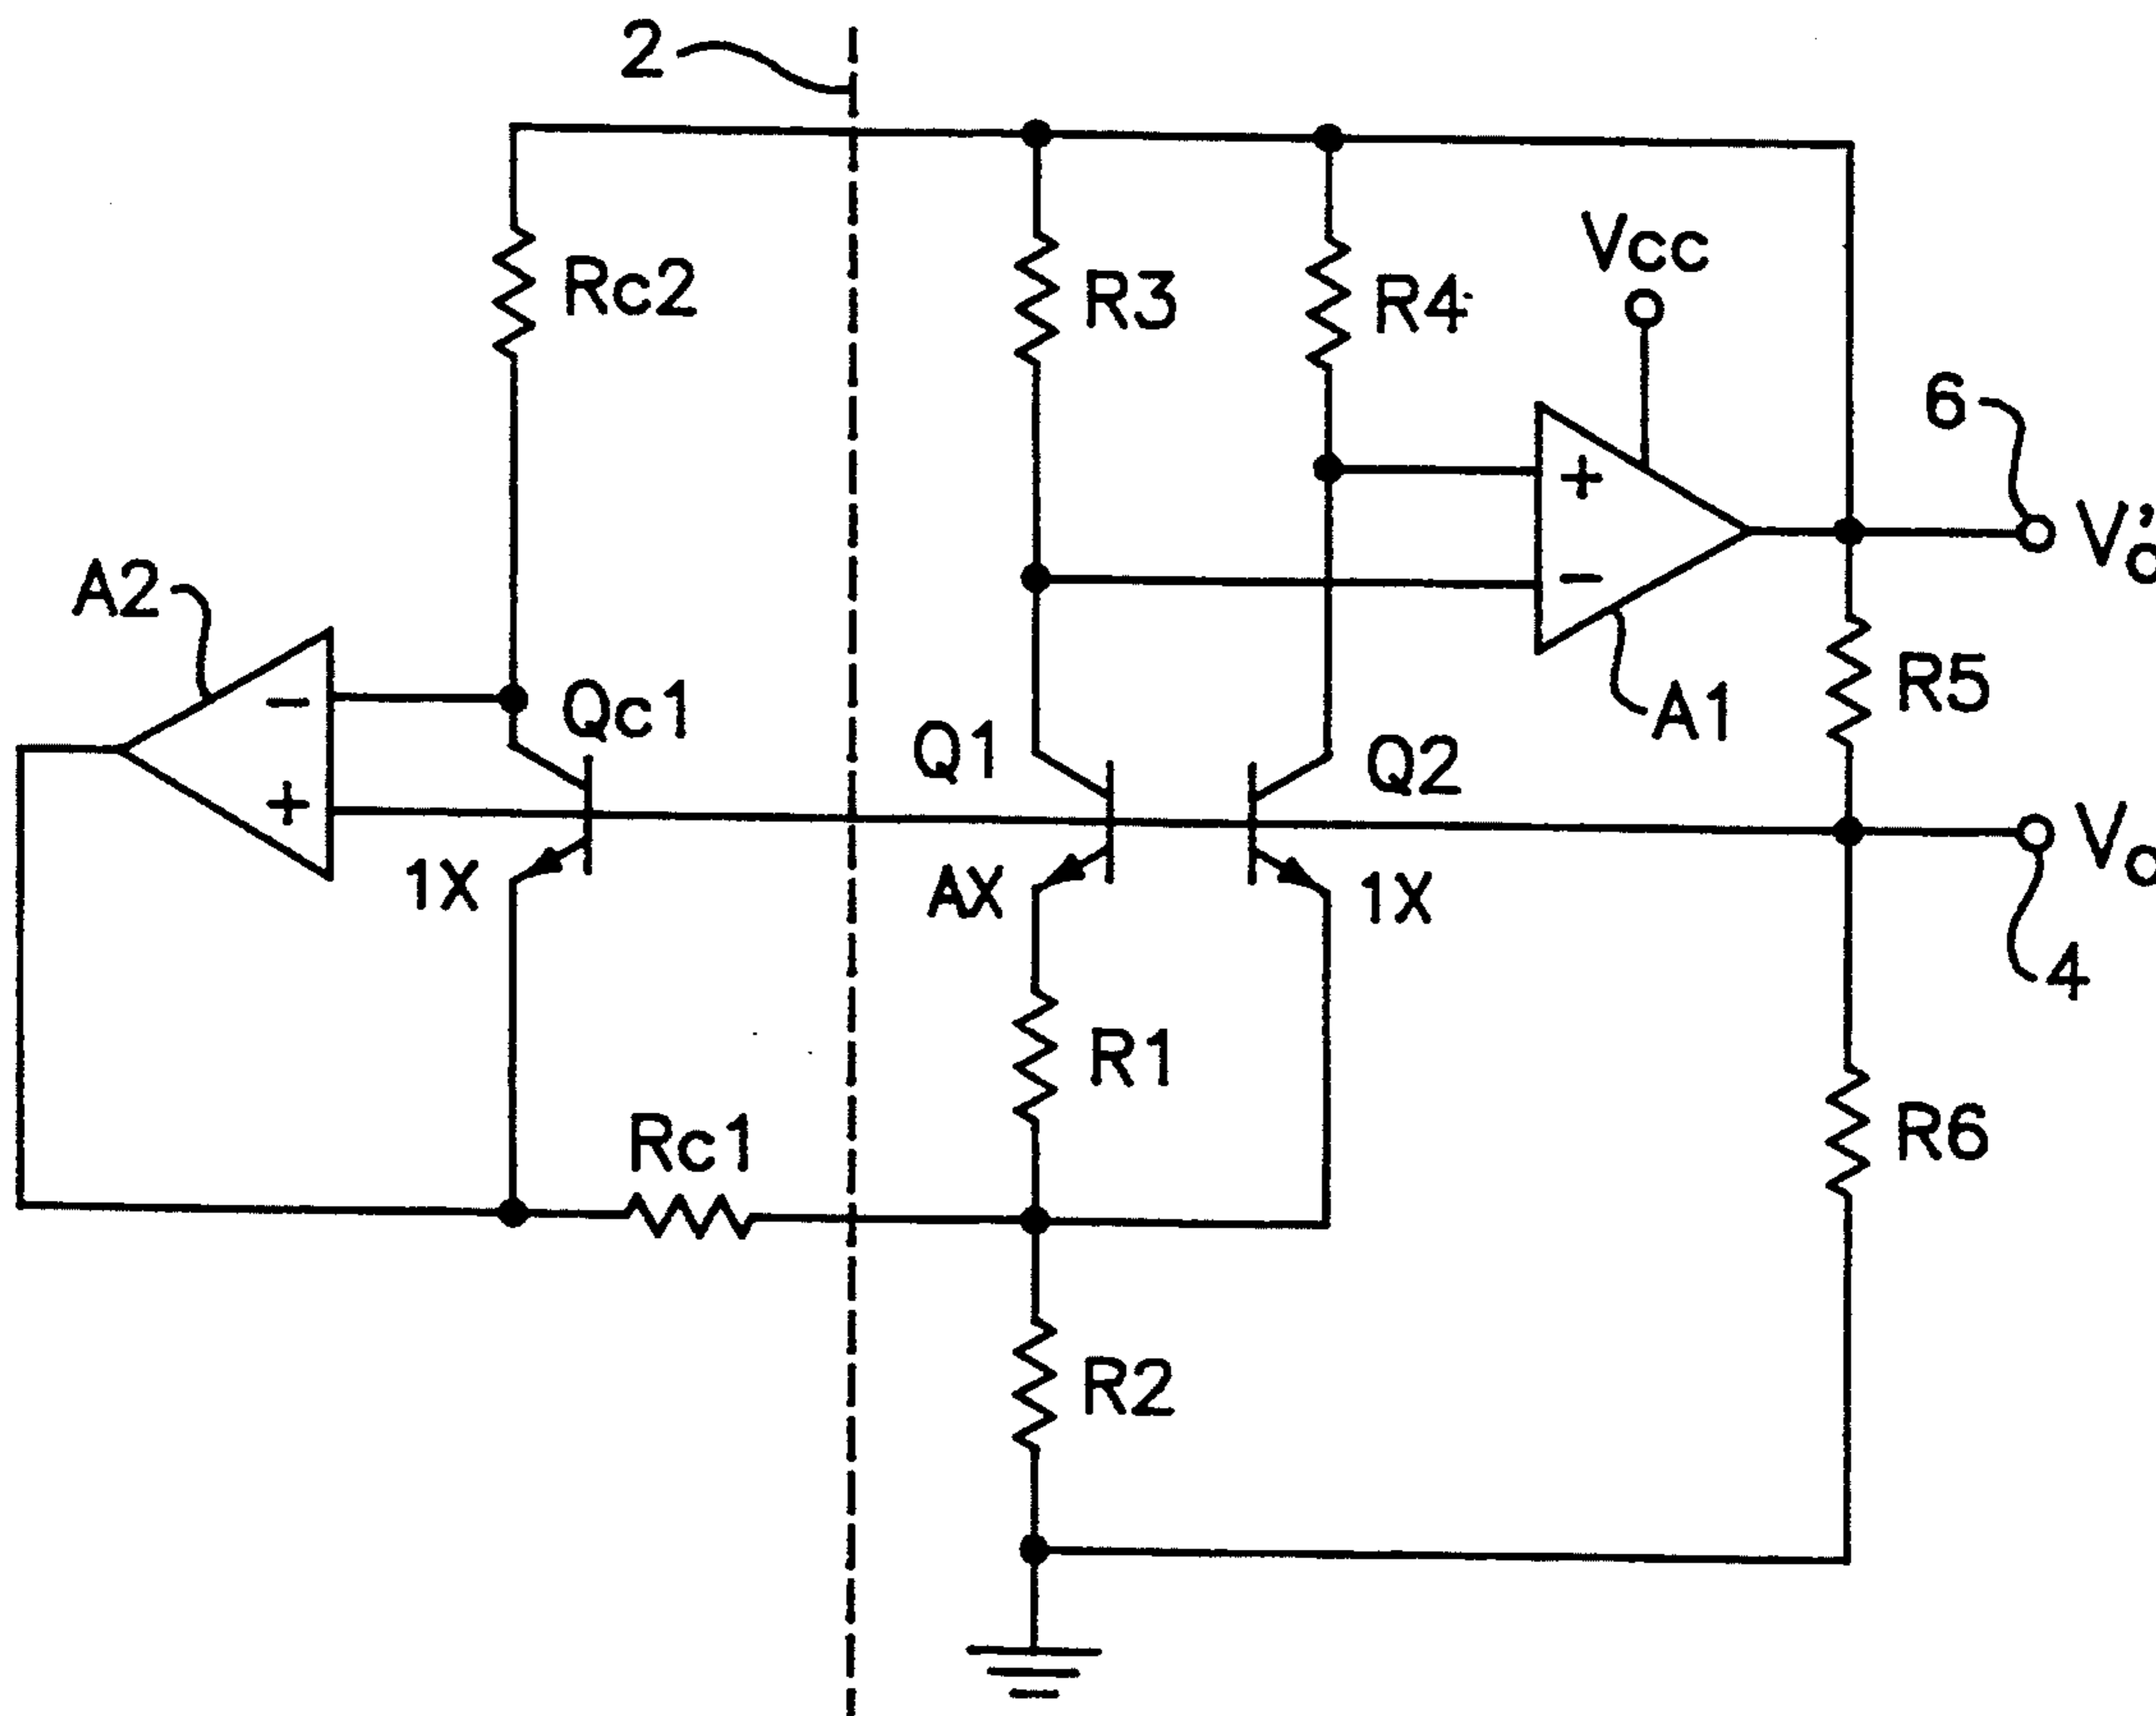 2
Rc2
R3
R4
Vcc
6
V'o
A2
Qc1
Q1
Q2
R5
A1
-
+
+
-
1X
AX
1X
Vo
4
R1
Rc1
R6
R2